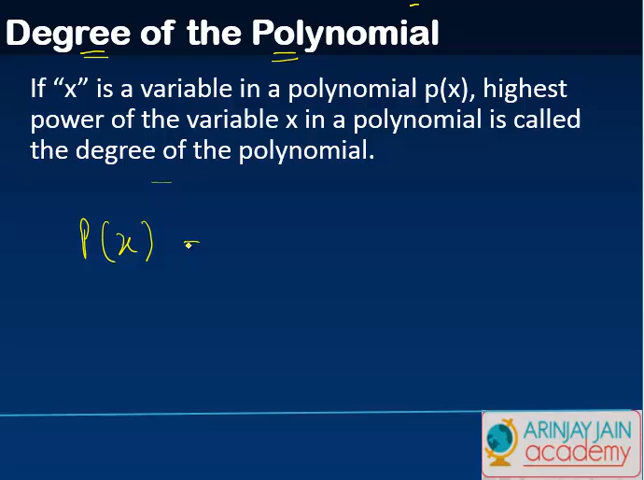 Degree of the Polynomial
If “x” is a variable in a polynomial p(x), highest
power of the variable x in a polynomial is called
the degree of the polynomial.
P(x) =
ARINJAY JAIN
academy